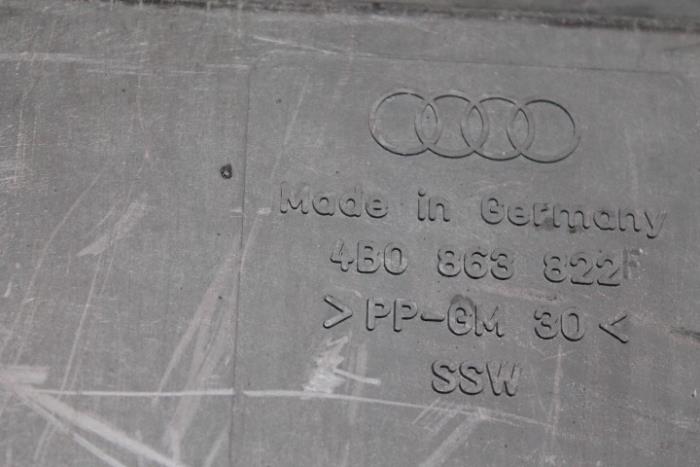 Made in Germany
4B0 863 822F
>PP-GM 30<
SSW